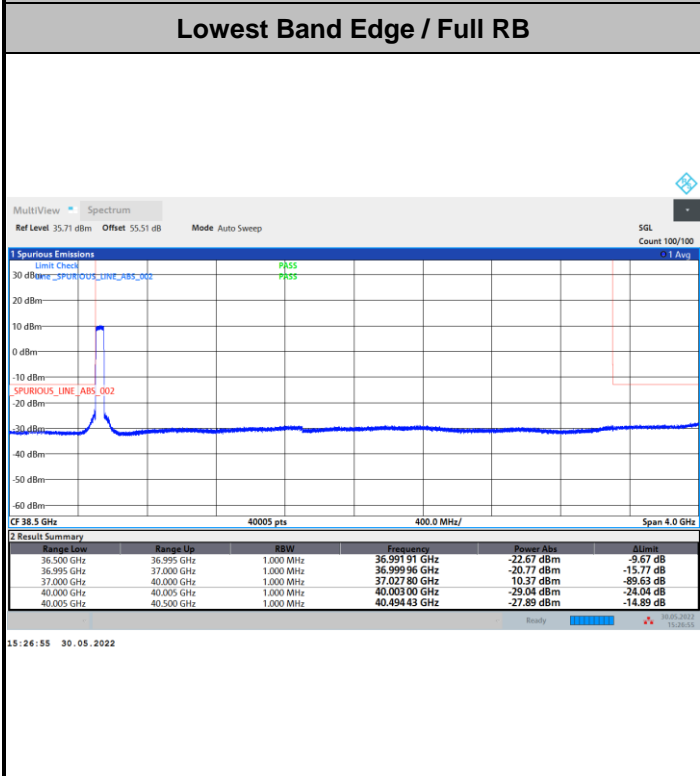 Lowest Band Edge / Full RB
MultiView Spectrum
Ref Level 35.71 dBm Offset 55.51 dB Mode Auto Sweep SGL
Count 100/100
1 Spurious Emissions 1 Avg
Limit Check PASS
Line _SPURIOUS_LINE_ABS_002 PASS
30 dBm
20 dBm
10 dBm
0 dBm
-10 dBm
_SPURIOUS_LINE_ABS_002
-20 dBm
-30 dBm
-40 dBm
-50 dBm
-60 dBm
CF 38.5 GHz 40005 pts 400.0 MHz/ Span 4.0 GHz
2 Result Summary
Range Low Range Up RBW Frequency Power Abs ΔLimit
36.500 GHz 36.995 GHz 1.000 MHz 36.991 91 GHz -22.67 dBm -9.67 dB
36.995 GHz 37.000 GHz 1.000 MHz 36.999 96 GHz -20.77 dBm -15.77 dB
37.000 GHz 40.000 GHz 1.000 MHz 37.027 80 GHz 10.37 dBm -89.63 dB
40.000 GHz 40.005 GHz 1.000 MHz 40.003 00 GHz -29.04 dBm -24.04 dB
40.005 GHz 40.500 GHz 1.000 MHz 40.494 43 GHz -27.89 dBm -14.89 dB
Ready 30.05.2022
15:26:55
15:26:55 30.05.2022